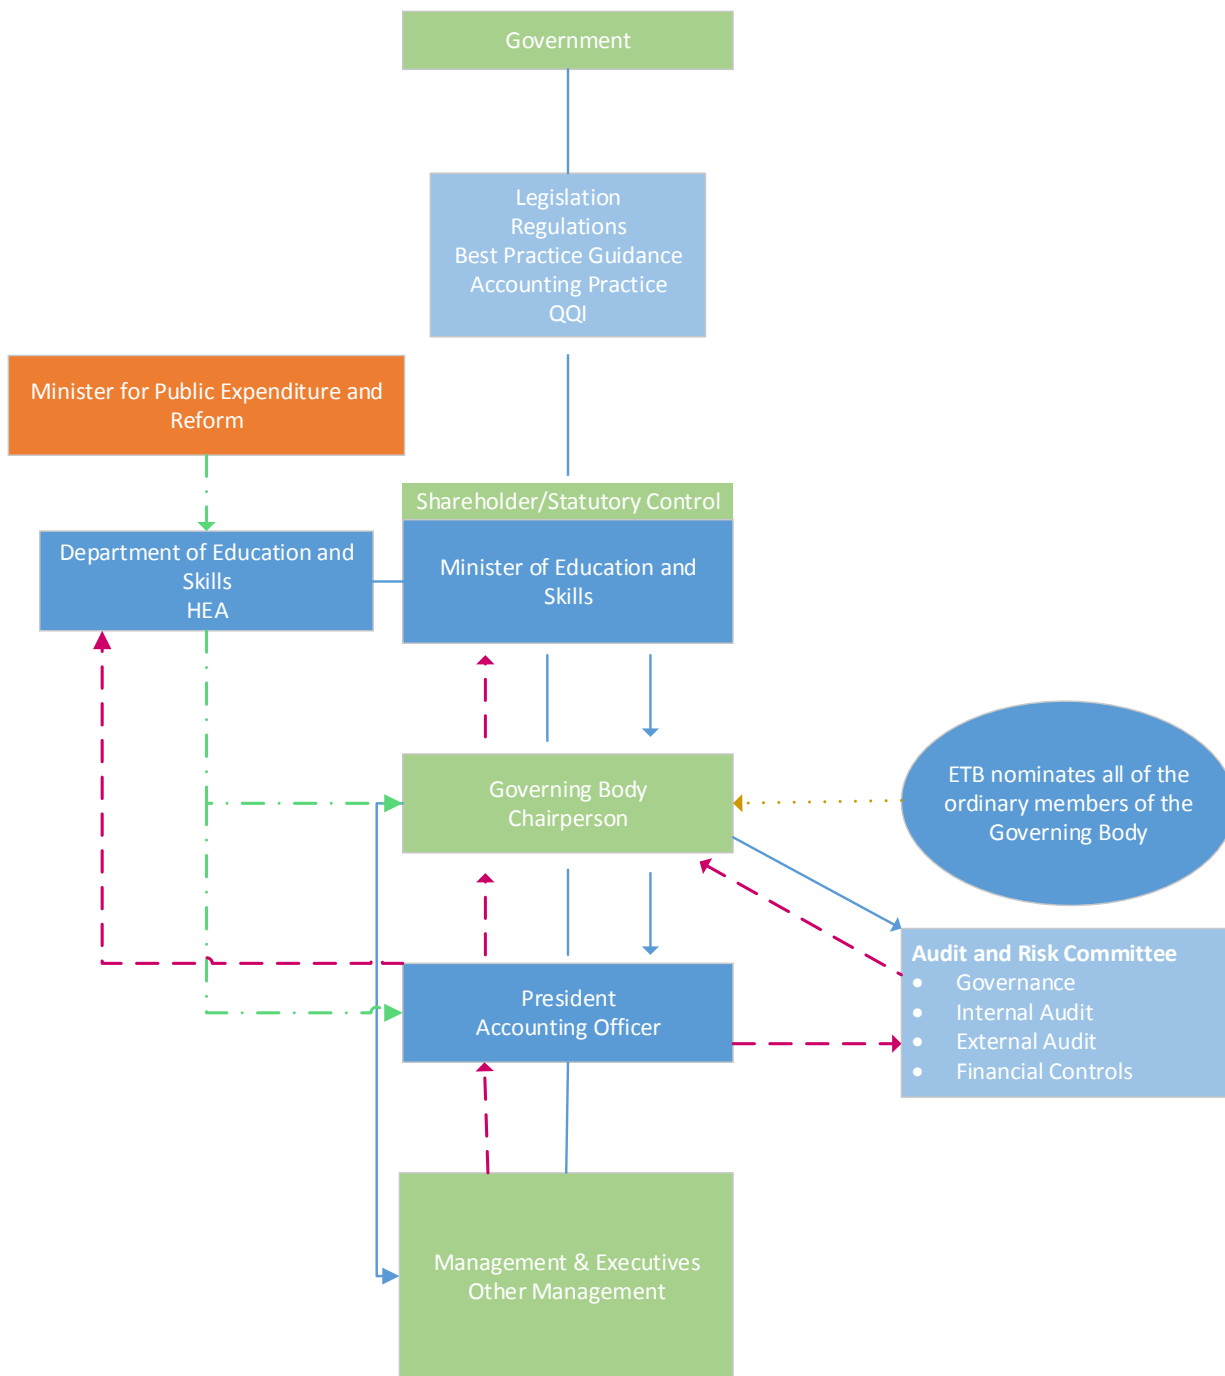 Government
Legislation
Regulations
Best Practice Guidance
Accounting Practice
QQI
Minister for Public Expenditure and
Reform
Shareholder/Statutory Control
Department of Education and
Skills
HEA
Minister of Education and
Skills
Governing Body
Chairperson
ETB nominates all of the
ordinary members of the
Governing Body
Audit and Risk Committee
• Governance
• Internal Audit
• External Audit
• Financial Controls
President
Accounting Officer
Management & Executives
Other Management